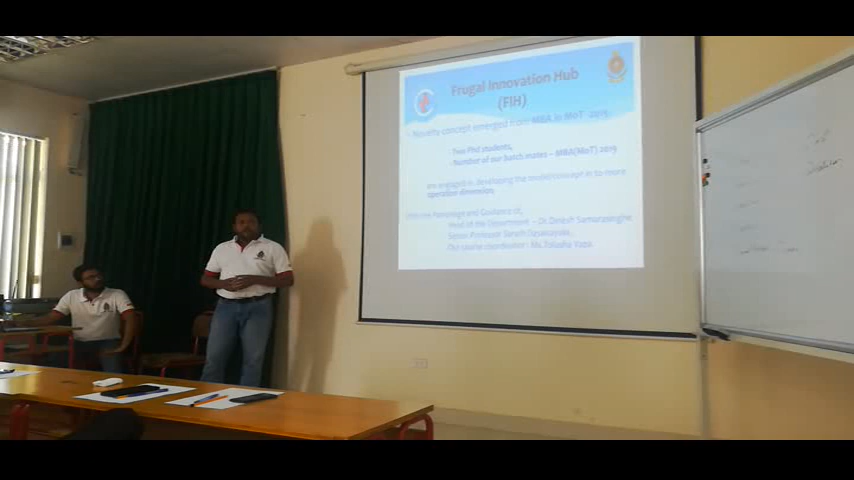 Frugal Innovation Hub
(FIH)
Novelty concept emerged from MBA in MoT 2019,
- Two Phd students,
- Number of our batch mates – MBA(MoT) 2019
are engaged in developing the concept in to more
operation dimension,
With the Patronage and Guidance of,
Head of the Department – Dr. Dinesh Samarasinghe
Senior Professor Sarath Dasanayaka
Our course coordinator : Ms.